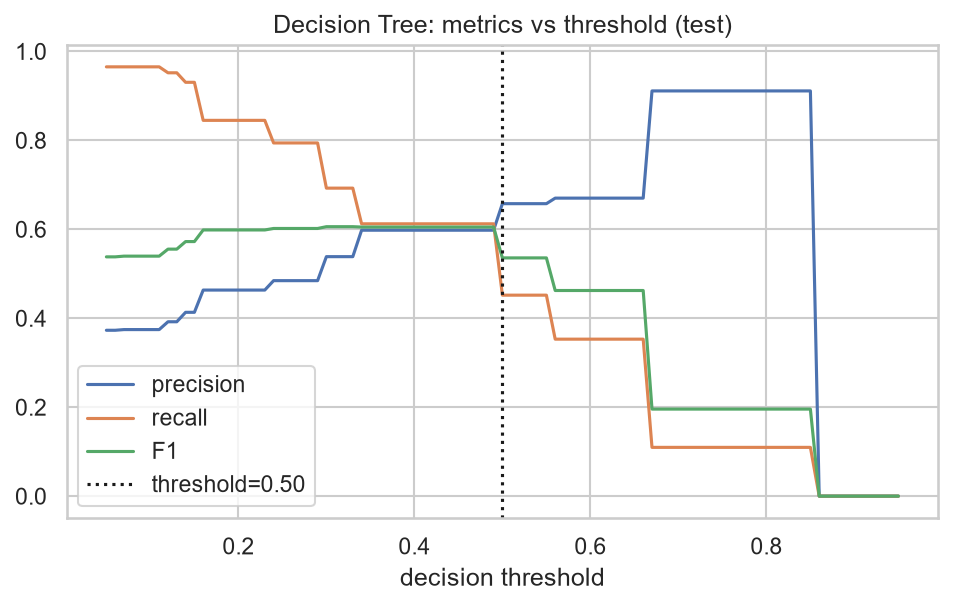 Decision Tree: metrics vs threshold (test)
1.0
0.8
0.6
0.4
0.2
0.0
precision
recall
F1
threshold=0.50
0.2
0.4
0.6
0.8
decision threshold